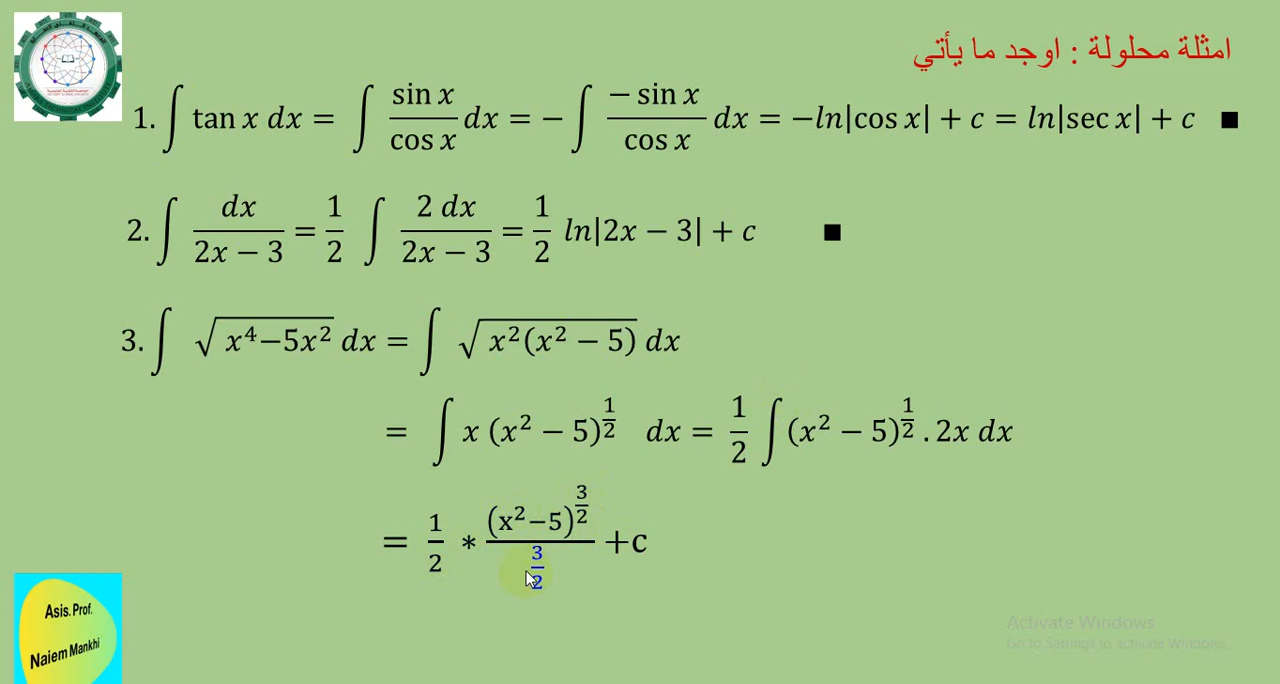 امثلة محلولة : اوجد ما يأتي
1. ∫ tan x dx = ∫ sin x / cos x dx = − ∫ − sin x / cos x dx = −ln|cos x| + c = ln|sec x| + c ■
2. ∫ dx / 2x − 3 = 1/2 ∫ 2 dx / 2x − 3 = 1/2 ln|2x − 3| + c ■
3. ∫ √x⁴−5x² dx = ∫ √x²(x² − 5) dx
= ∫ x (x² − 5)^1/2 dx = 1/2 ∫(x² − 5)^1/2 . 2x dx
= 1/2 * (x²−5)^3/2 / 3/2 +c
Asis. Prof.
Naiem Mankhi
Activate Windows
Go to Settings to activate Windows.